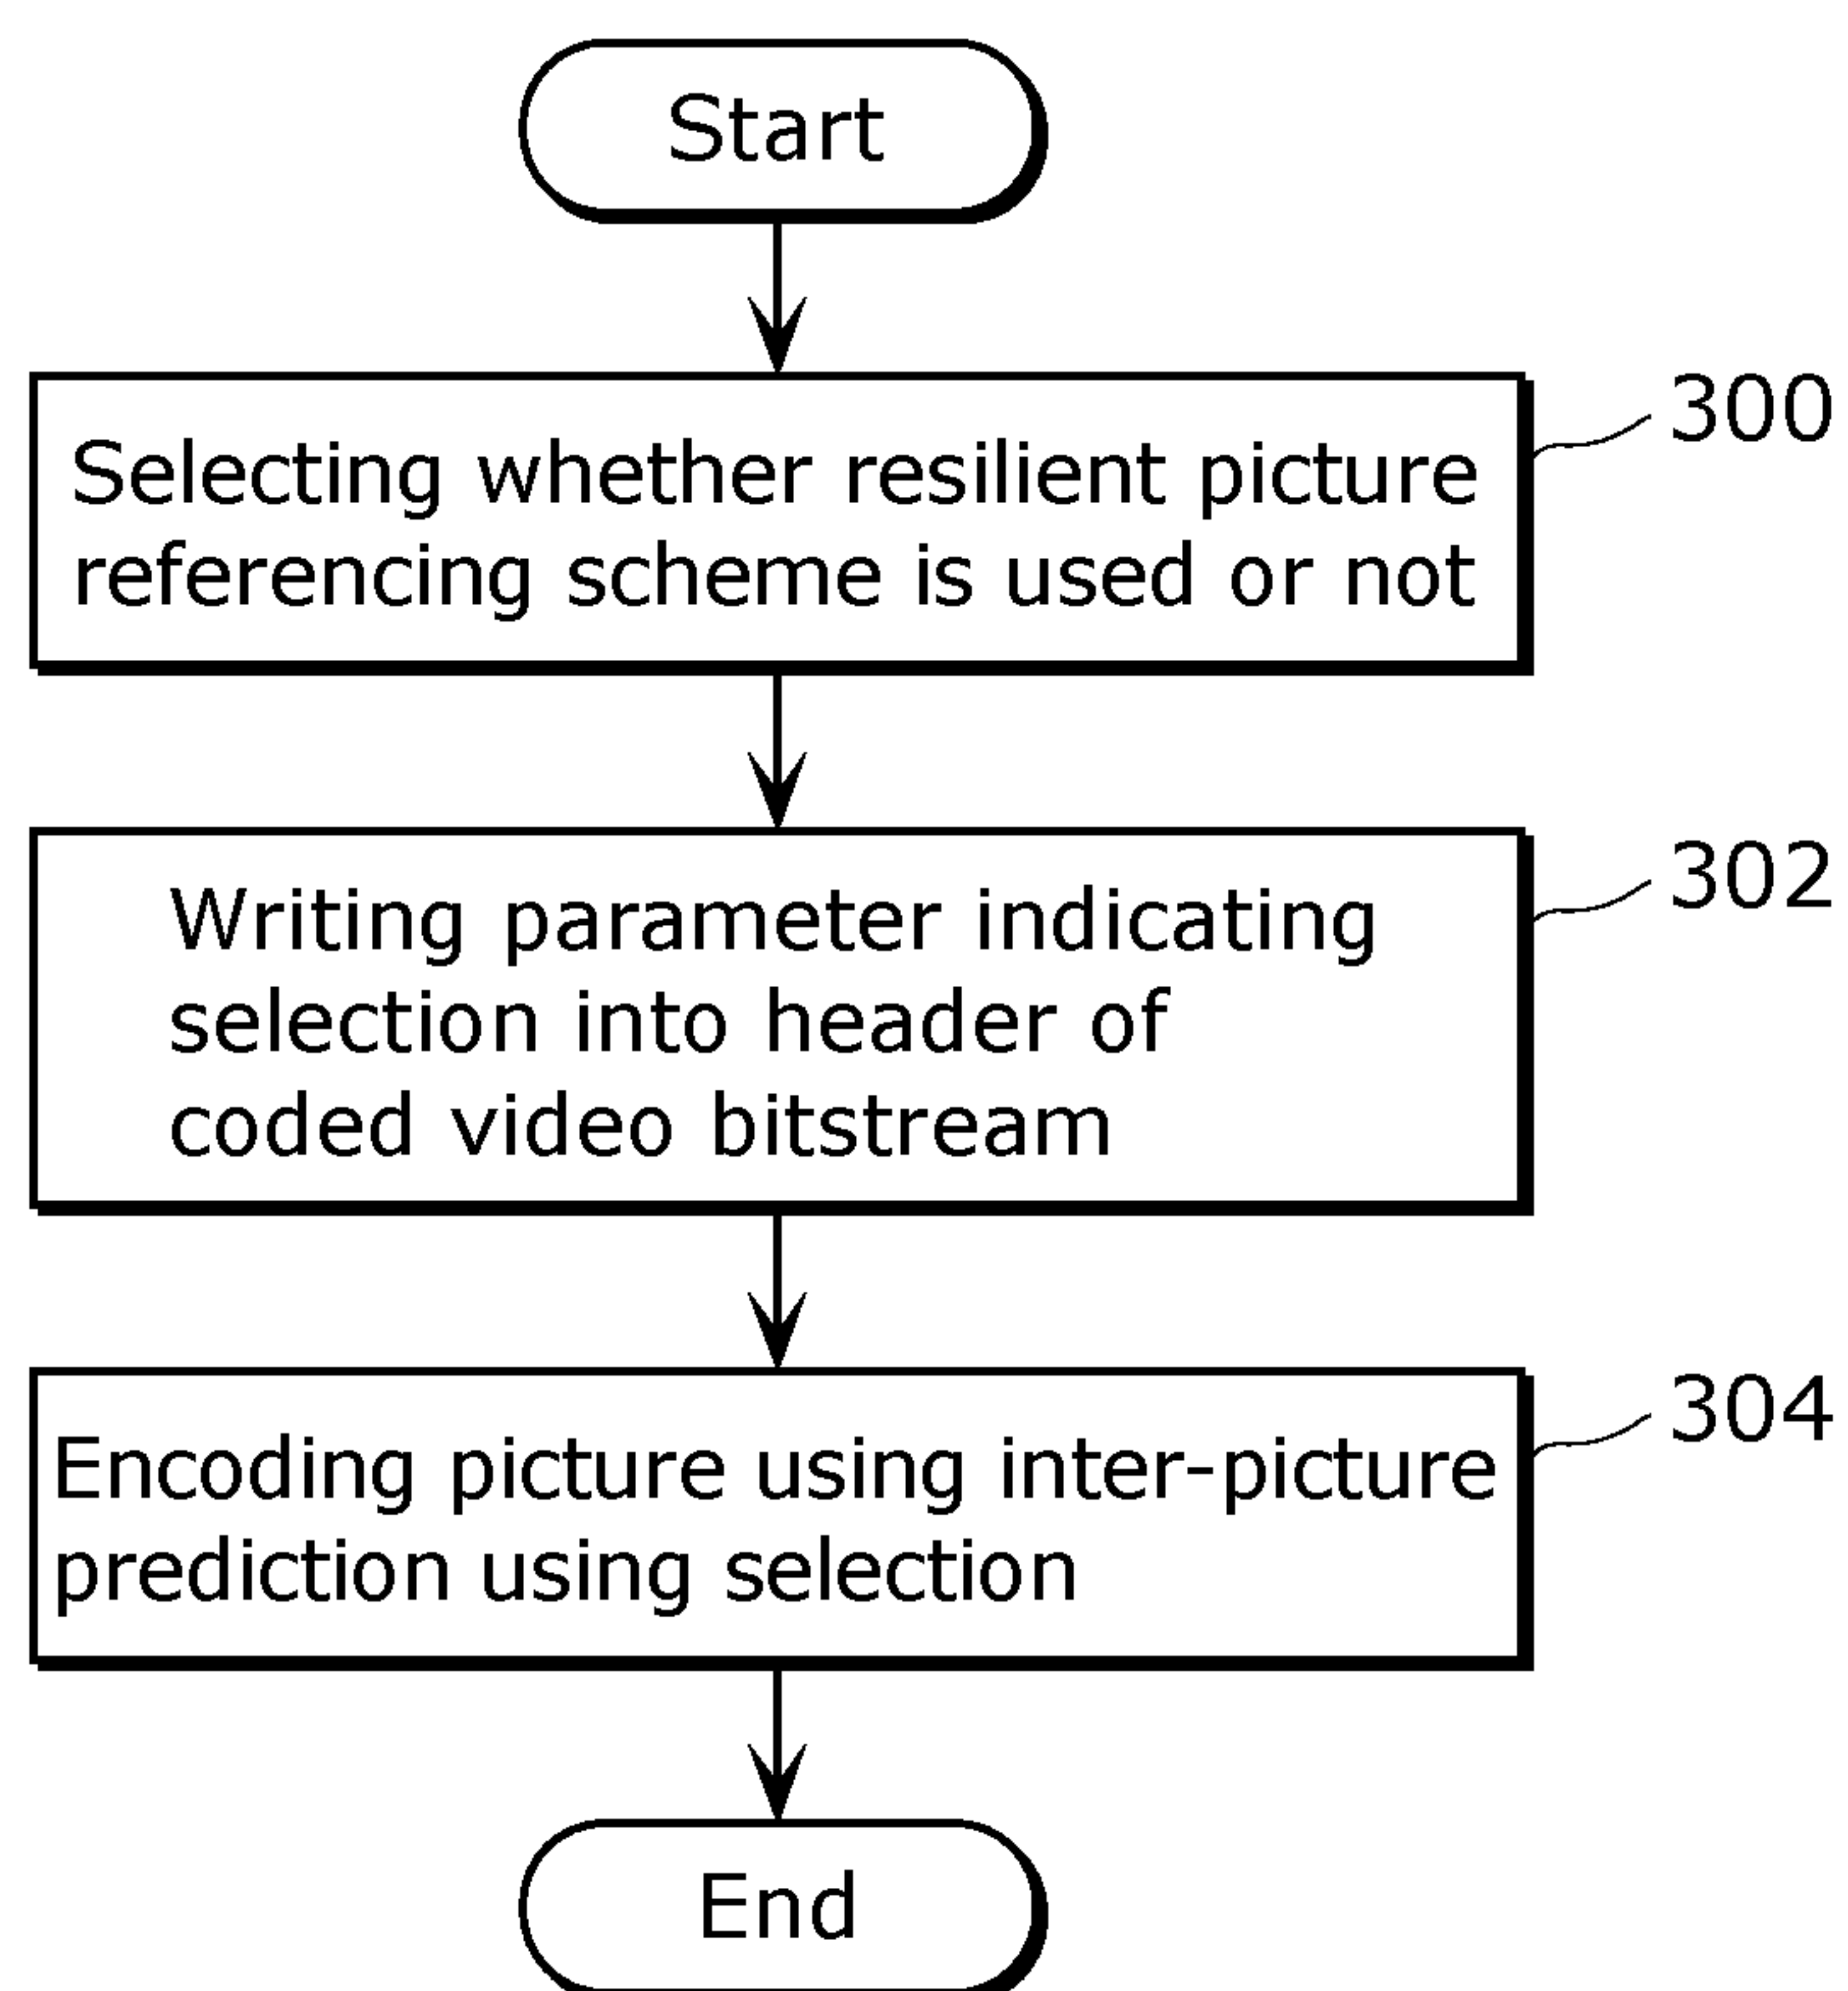 Start
300
Selecting whether resilient picture
referencing scheme is used or not
302
Writing parameter indicating
selection into header of
coded video bitstream
304
Encoding picture using inter-picture
prediction using selection
End